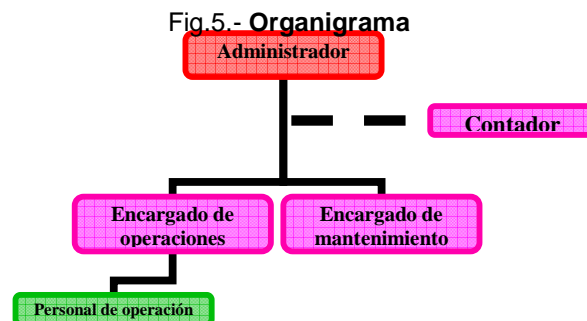 Fig.5.- Organigrama
Administrador
Contador
Encargado de
operaciones
Encargado de
mantenimiento
Personal de operación